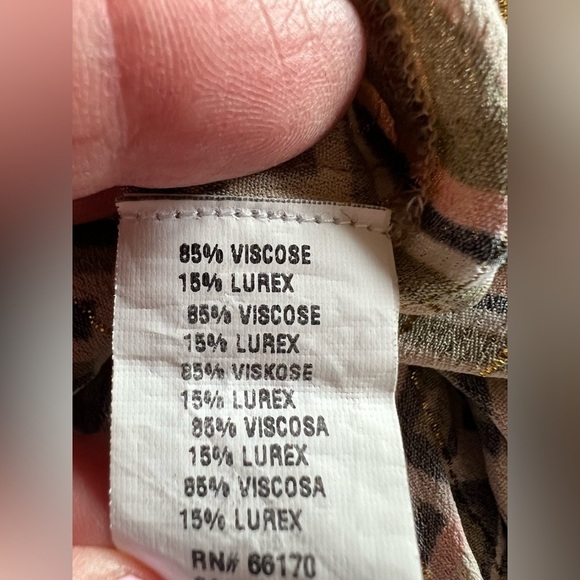 85% VISCOSE
15% LUREX
85% VISCOSE
15% LUREX
85% VISKOSE
15% LUREX
85% VISCOSA
15% LUREX
85% VISCOSA
15% LUREX
RN# 66170